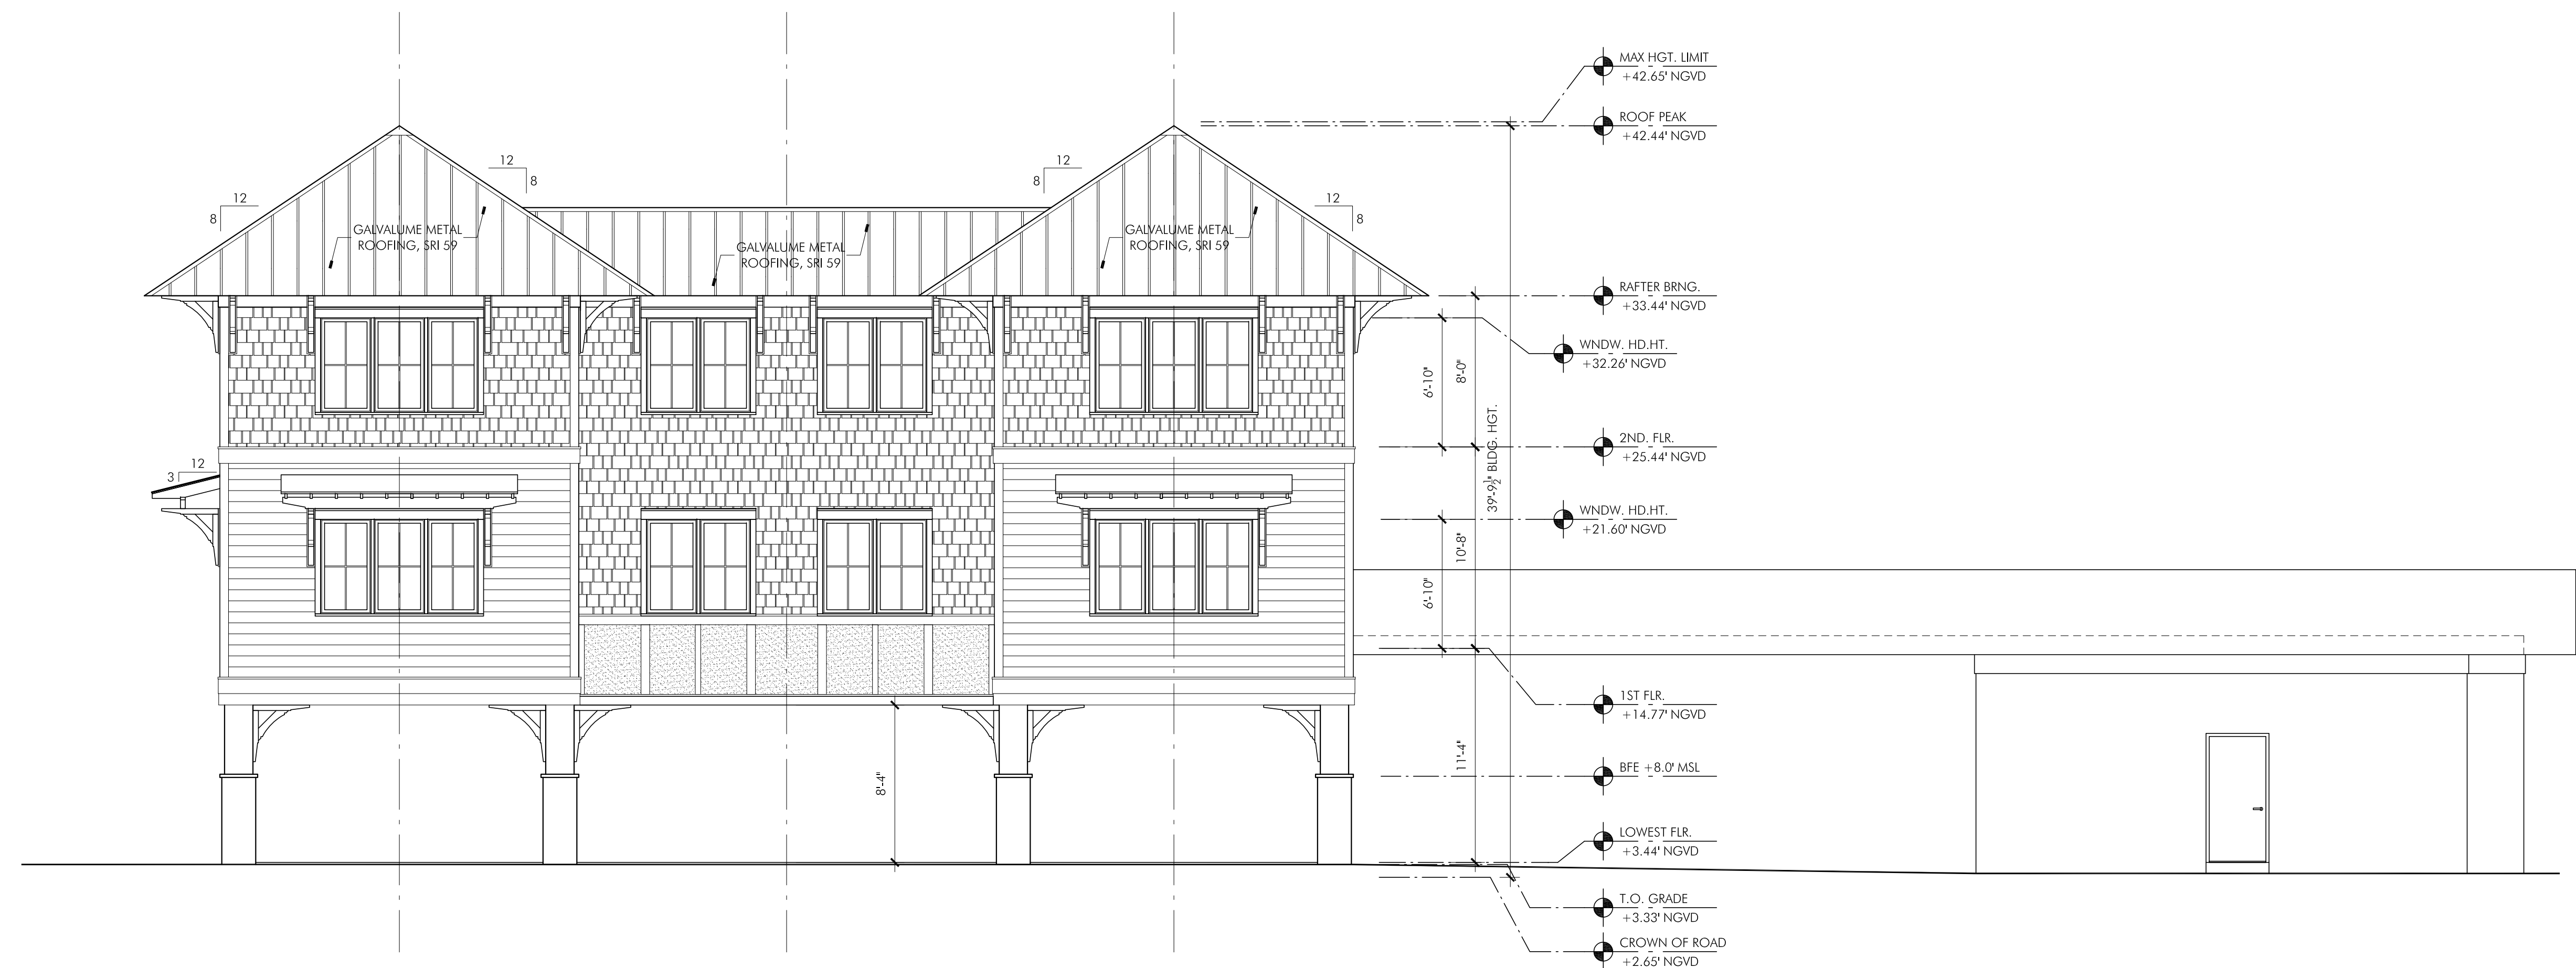 MAX HGT. LIMIT
+42.65' NGVD
ROOF PEAK
+42.44' NGVD
12
8
12
8
12
8
12
8
GALVALUME METAL
ROOFING, SRI 59
GALVALUME METAL
ROOFING, SRI 59
GALVALUME METAL
ROOFING, SRI 59
RAFTER BRNG.
+33.44' NGVD
WNDW. HD.HT.
+32.26' NGVD
6'-10"
8'-0"
39'-9½" BLDG. HGT.
2ND. FLR.
+25.44' NGVD
12
3
WNDW. HD.HT.
+21.60' NGVD
10'-8"
6'-10"
1ST FLR.
+14.77' NGVD
11'-4"
8'-4"
BFE +8.0' MSL
LOWEST FLR.
+3.44' NGVD
T.O. GRADE
+3.33' NGVD
CROWN OF ROAD
+2.65' NGVD